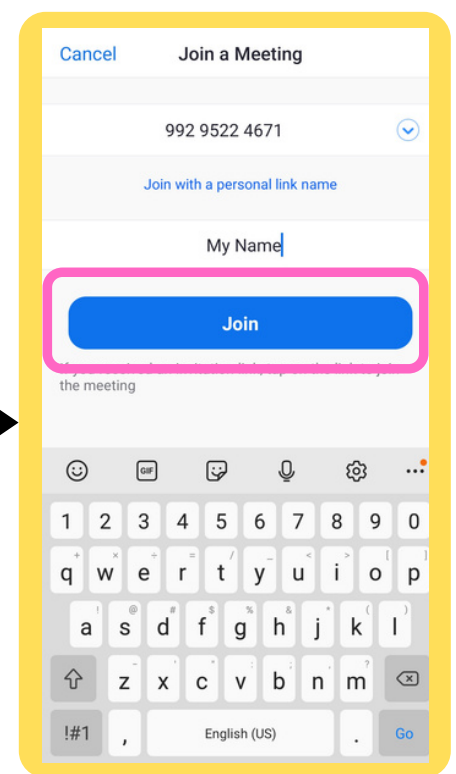 Cancel Join a Meeting
992 9522 4671
Join with a personal link name
My Name
Join
the meeting
GIF
1 2 3 4 5 6 7 8 9 0
+ × ÷ = / _ < > [ ]
q w e r t y u i o p
! @ # $ % ^ & * ( )
a s d f g h j k l
- ' " : ; , ?
z x c v b n m
!#1 , English (US) . Go